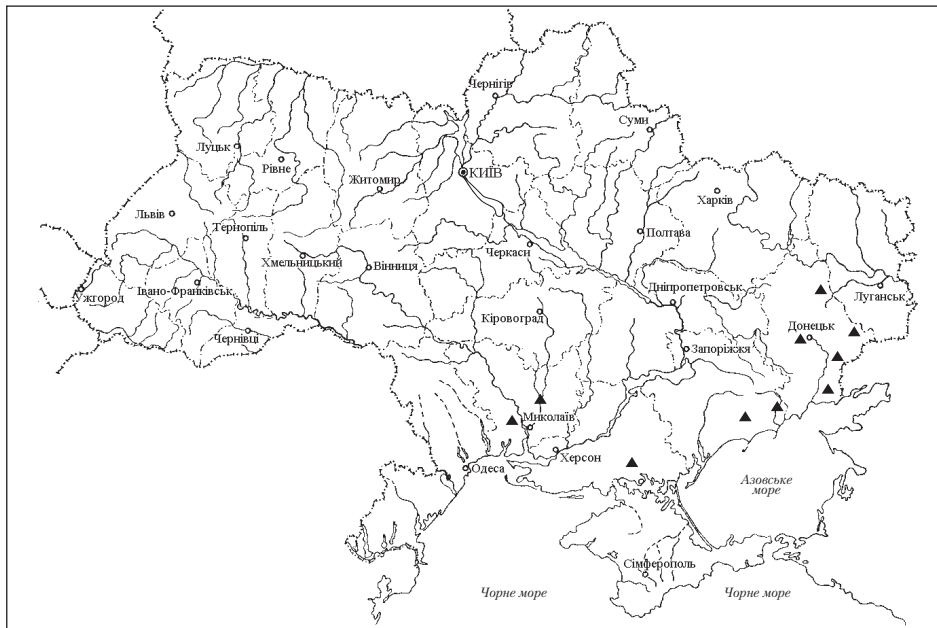 Чернігів
Суми
Луцьк
Рівне
Житомир
КИЇВ
Харків
Львів
Тернопіль
Полтава
Черкаси
Хмельницький
Вінниця
Ужгород
Івано-Франківськ
Дніпропетровськ
Луганськ
Кіровоград
Донецьк
Чернівці
Запоріжжя
Миколаїв
Херсон
Одеса
Азовське
море
Сімферополь
Чорне море
Чорне море